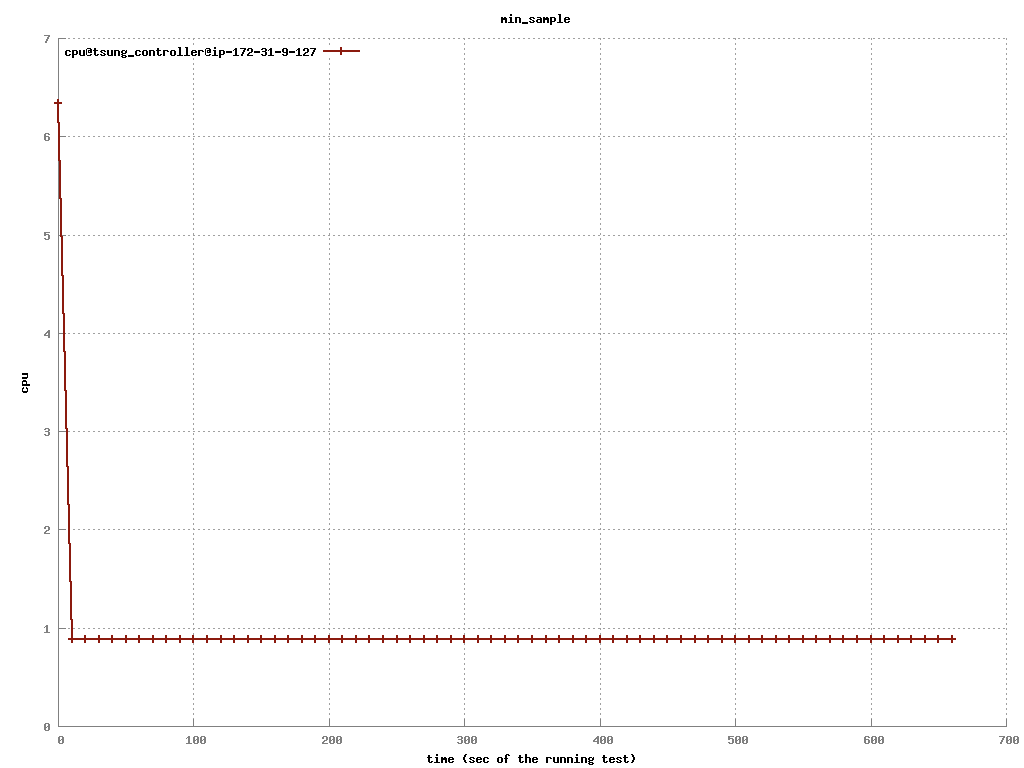 min_sample
cpu@tsung_controller@ip-172-31-9-127
7
6
5
4
3
2
1
0
cpu
0 100 200 300 400 500 600 700
time (sec of the running test)